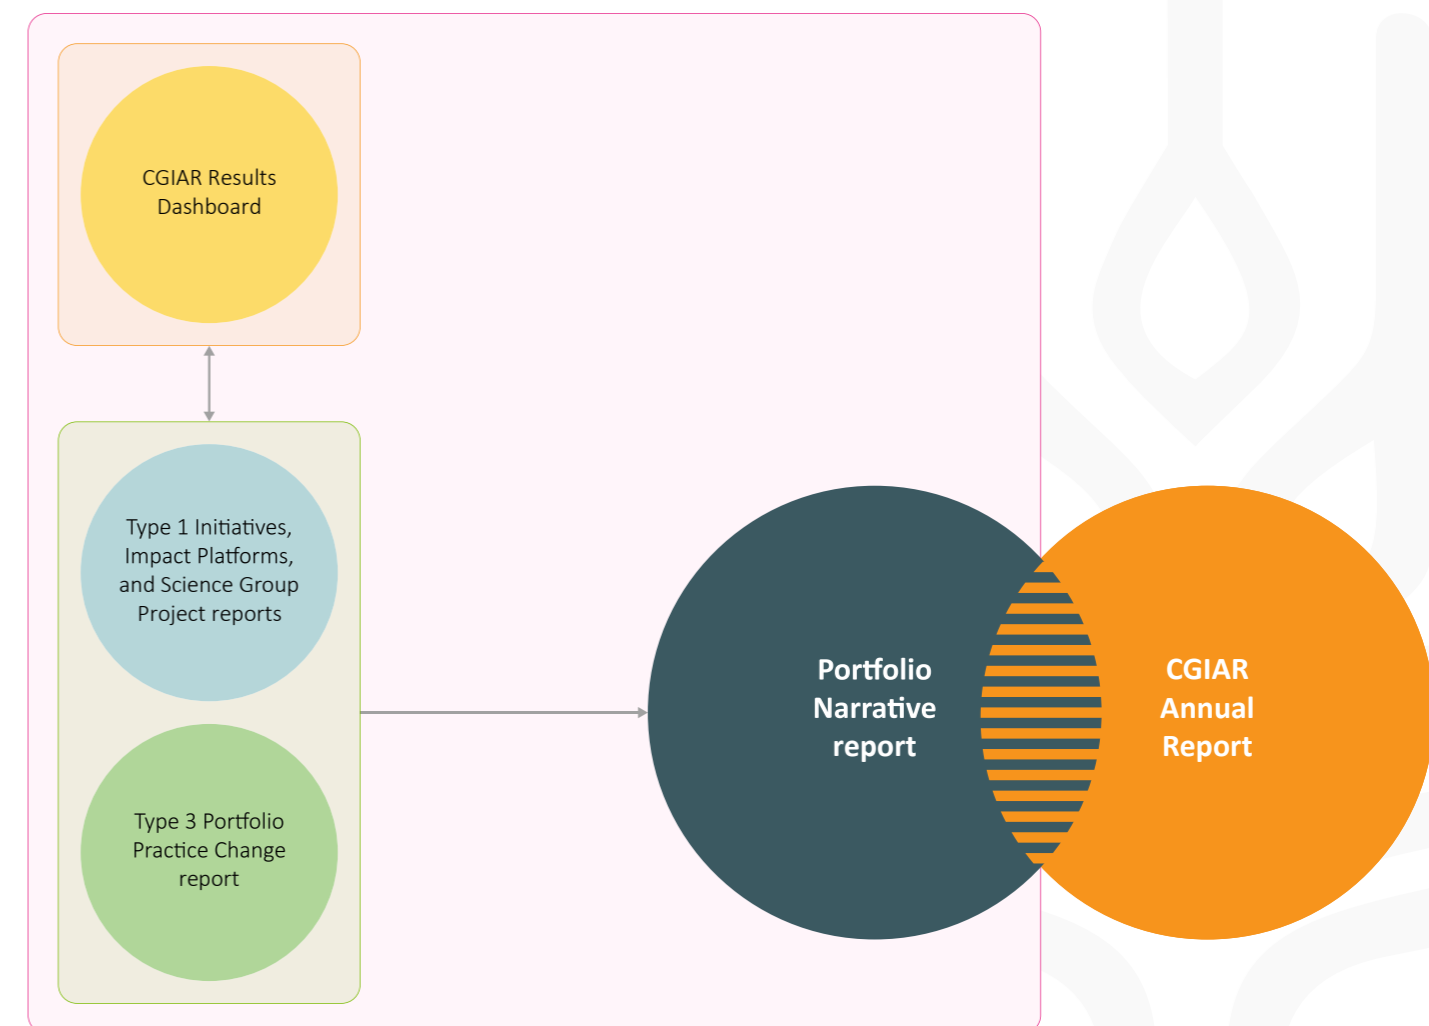 CGIAR Results
Dashboard
Type 1 Initiatives,
Impact Platforms,
and Science Group
Project reports
Type 3 Portfolio
Practice Change
report
Portfolio
Narrative
report
CGIAR
Annual
Report